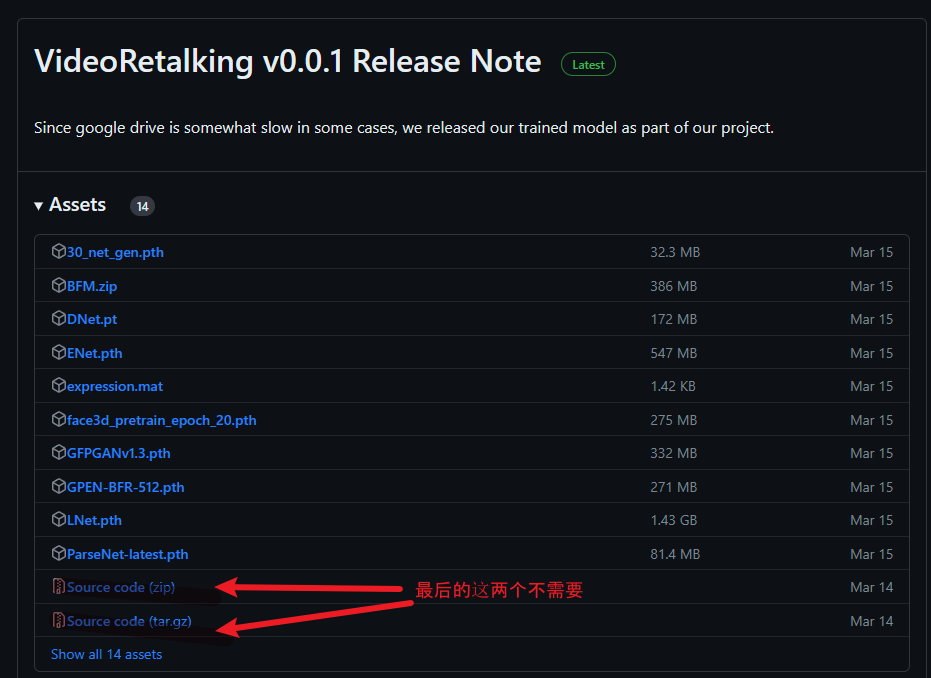 VideoRetalking v0.0.1 Release Note Latest
Since google drive is somewhat slow in some cases, we released our trained model as part of our project.
Assets 14
30_net_gen.pth 32.3 MB Mar 15
BFM.zip 386 MB Mar 15
DNet.pt 172 MB Mar 15
ENet.pth 547 MB Mar 15
expression.mat 1.42 KB Mar 15
face3d_pretrain_epoch_20.pth 275 MB Mar 15
GFPGANv1.3.pth 332 MB Mar 15
GPEN-BFR-512.pth 271 MB Mar 15
LNet.pth 1.43 GB Mar 15
ParseNet-latest.pth 81.4 MB Mar 15
Source code (zip) 最后的这两个不需要 Mar 14
Source code (tar.gz) Mar 14
Show all 14 assets